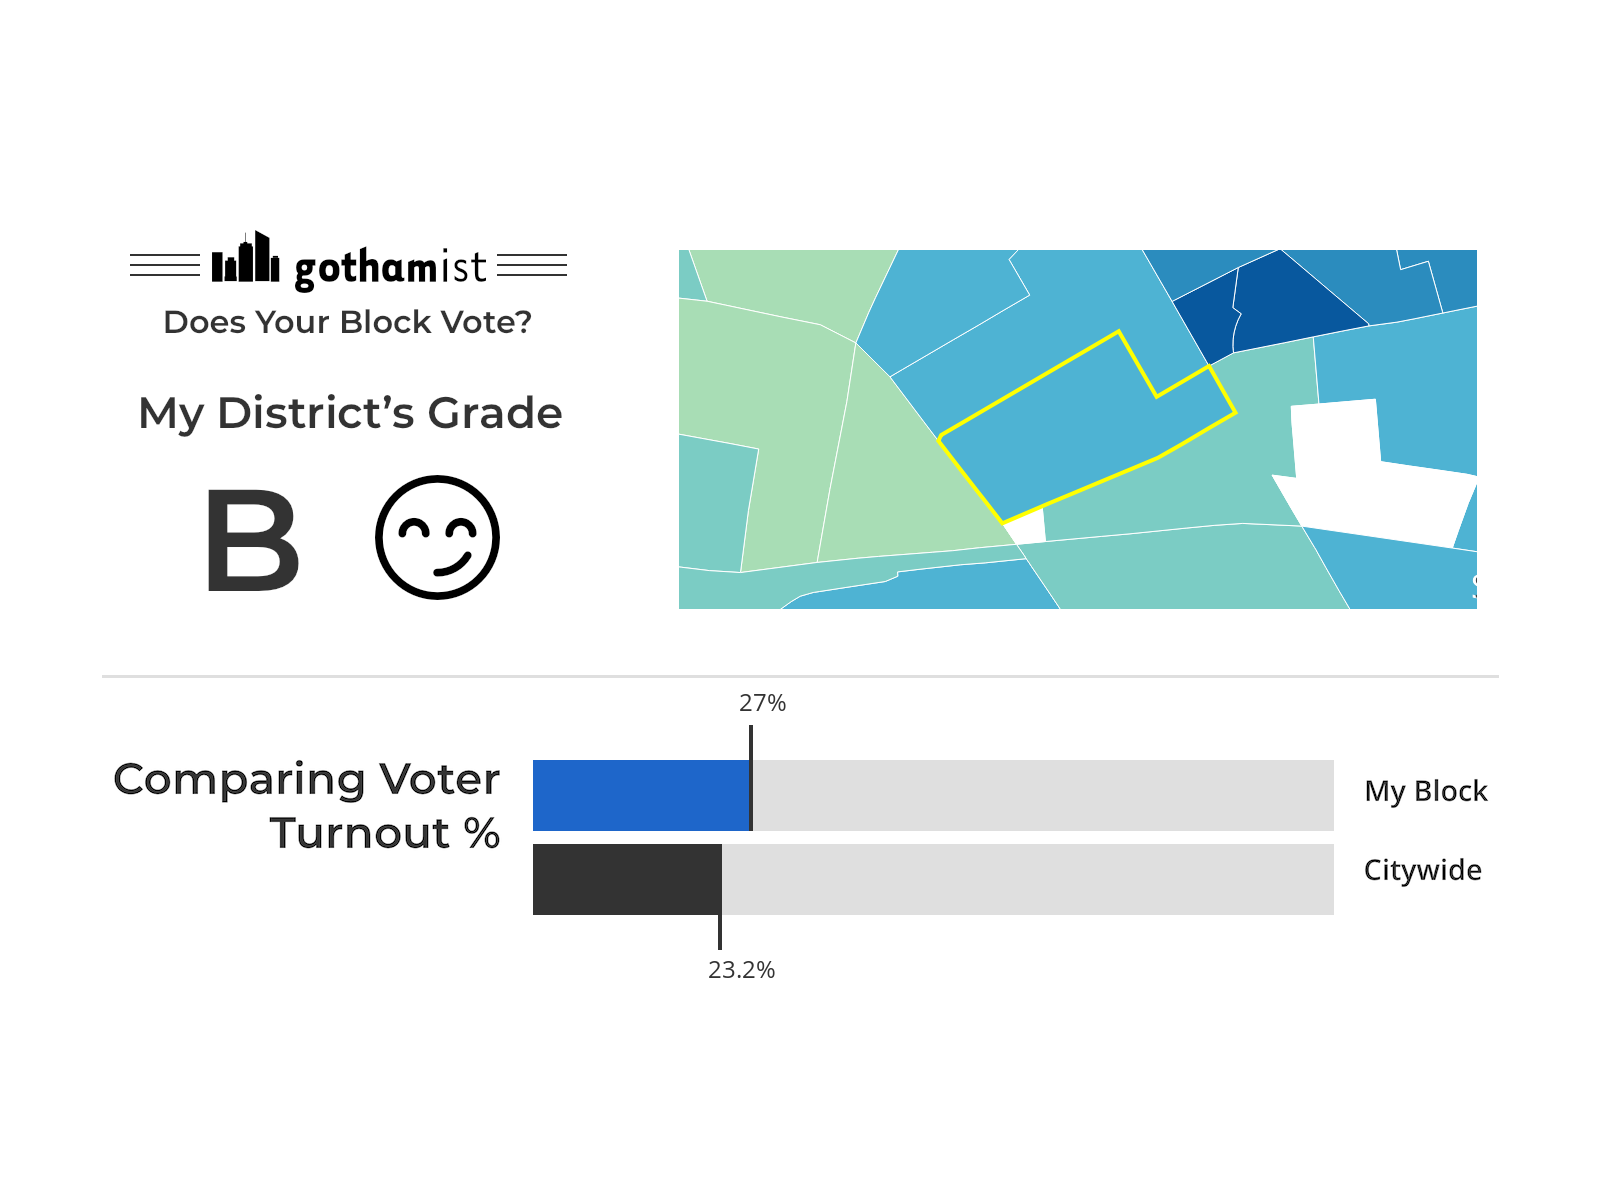 gothamist
Does Your Block Vote?
My District’s Grade
B
27%
Comparing Voter
Turnout %
My Block
Citywide
23.2%